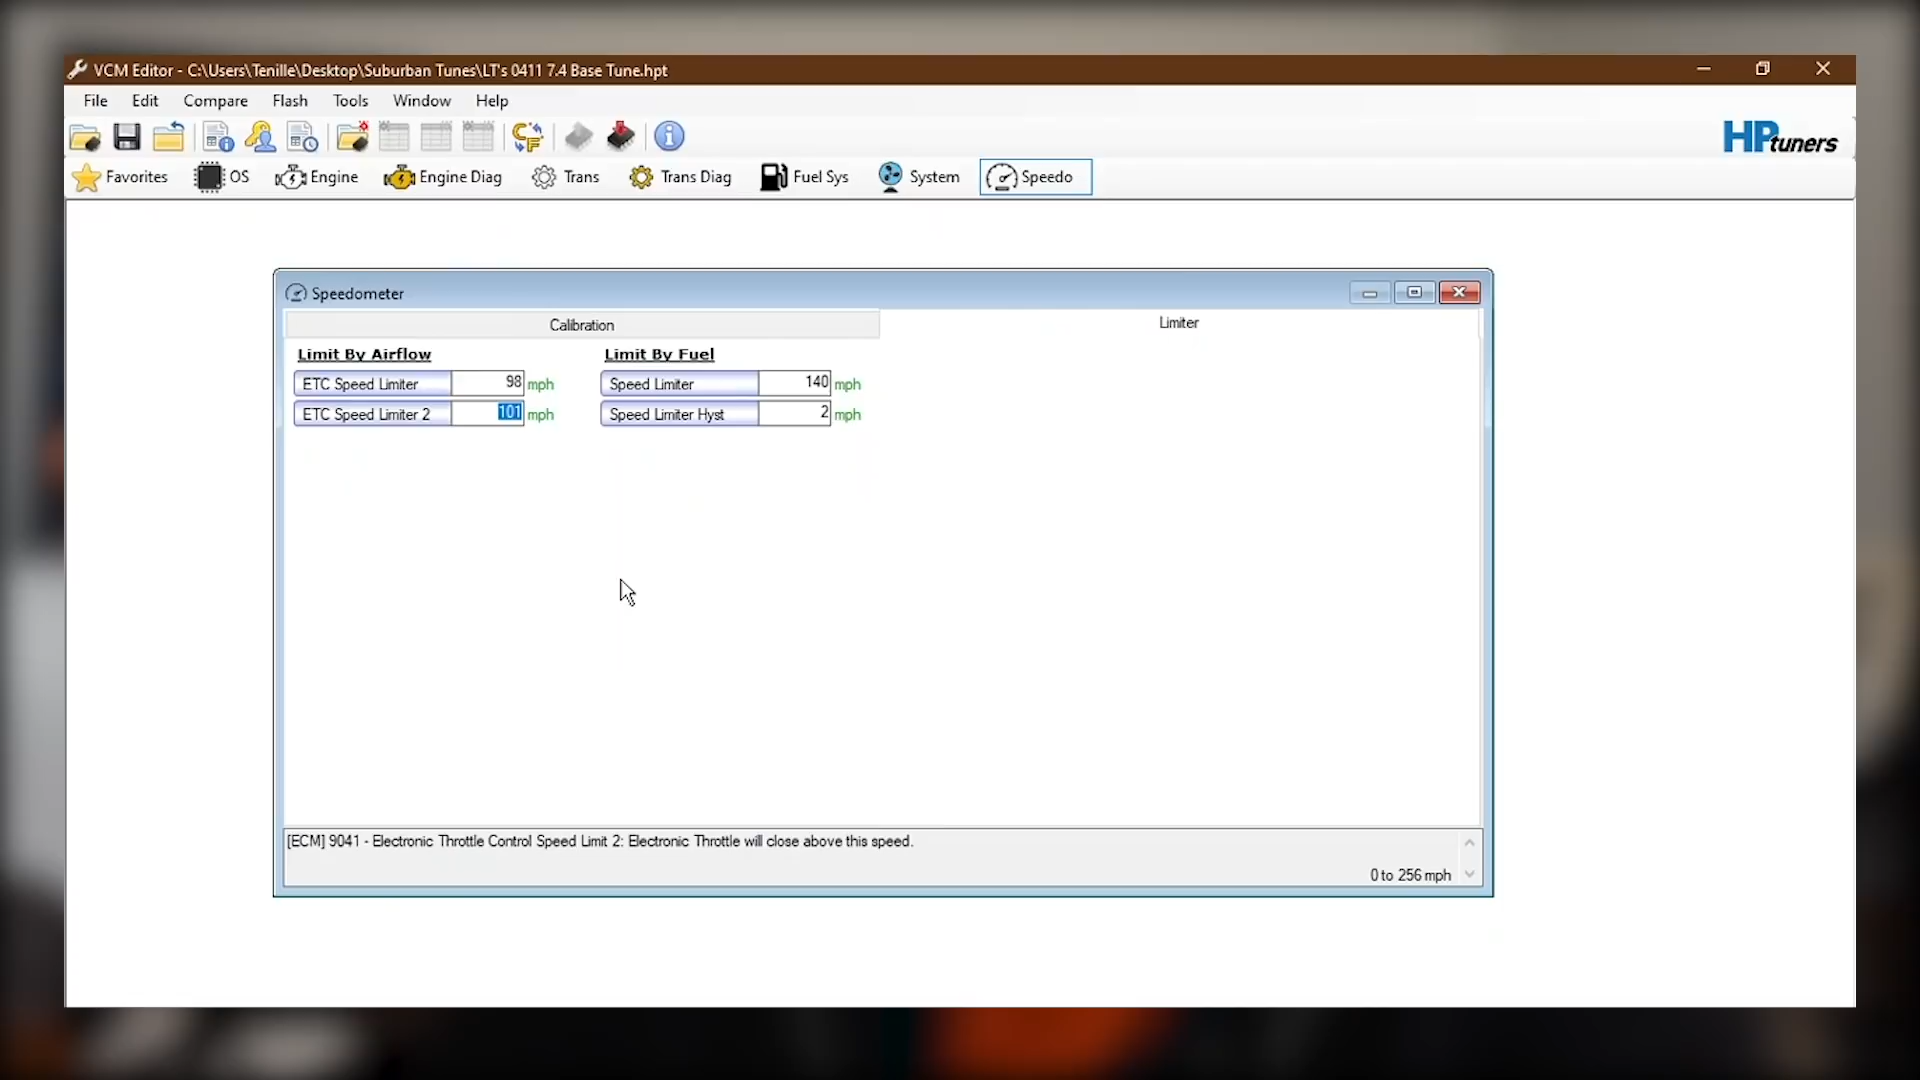 VCM Editor - C:\Users\Tenille\Desktop\Suburban Tunes\LT's 0411 7.4 Base Tune.hpt
File Edit Compare Flash Tools Window Help
HPtuners
Favorites OS Engine Engine Diag Trans Trans Diag Fuel Sys System Speedo
Speedometer
Calibration Limiter
Limit By Airflow Limit By Fuel
ETC Speed Limiter 98 mph Speed Limiter 140 mph
ETC Speed Limiter 2 101 mph Speed Limiter Hyst 2 mph
[ECM] 9041 - Electronic Throttle Control Speed Limit 2: Electronic Throttle will close above this speed.
0 to 256 mph